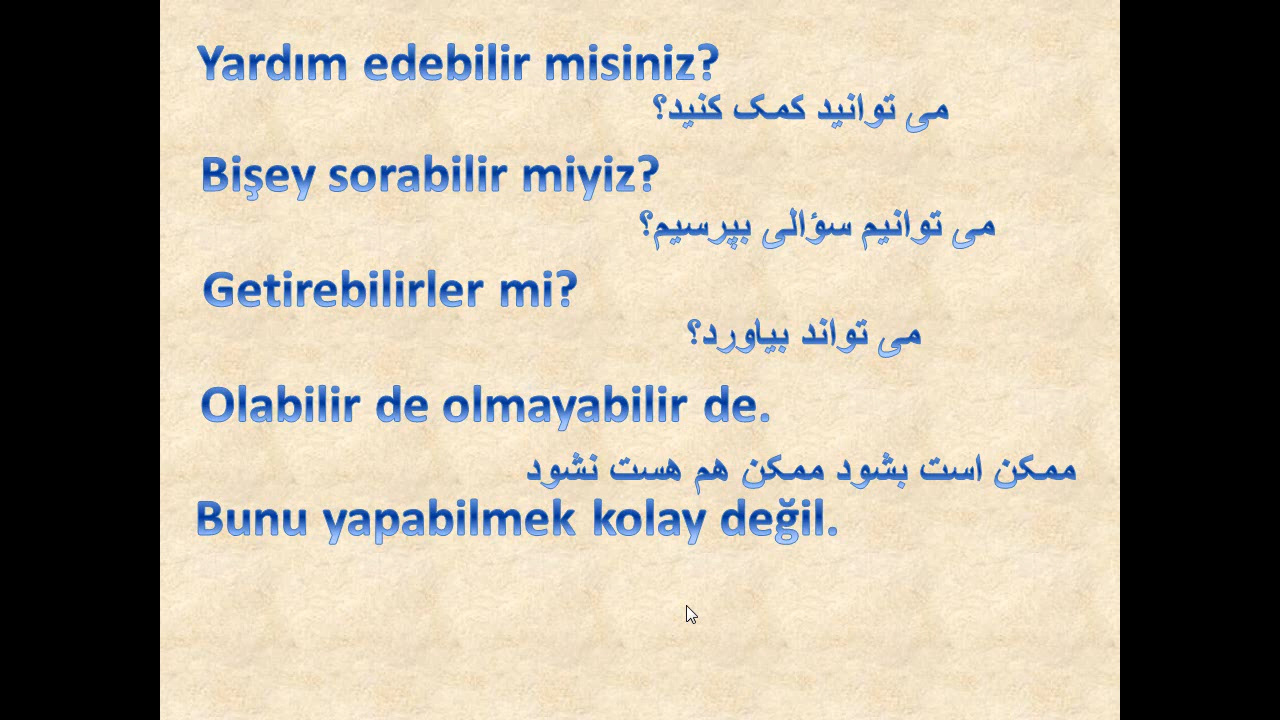 Yardım edebilir misiniz?
می توانید کمک کنید؟
Bişey sorabilir miyiz?
می توانیم سؤالی بپرسیم؟
Getirebilirler mi?
می تواند بیاورد؟
Olabilir de olmayabilir de.
ممکن است بشود ممکن هم هست نشود
Bunu yapabilmek kolay değil.